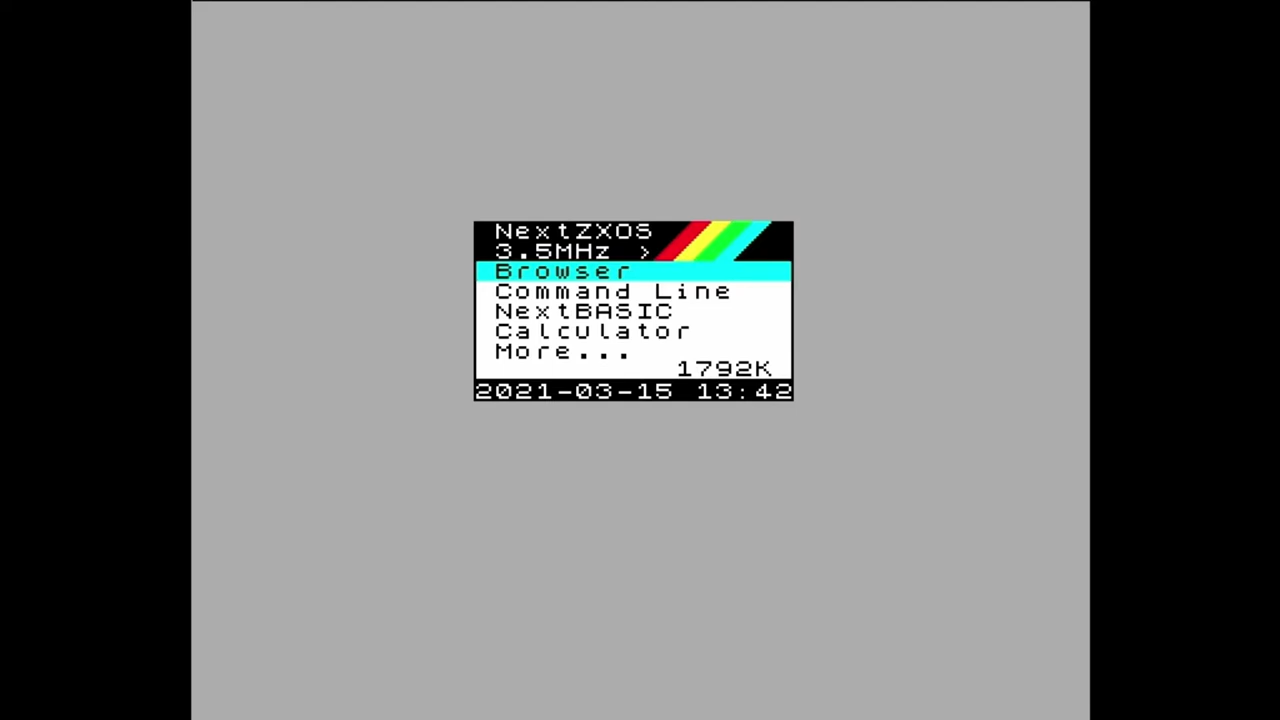 NextZXOS
3.5MHz >
Browser
Command Line
NextBASIC
Calculator
More...
1792K
2021-03-15 13:42